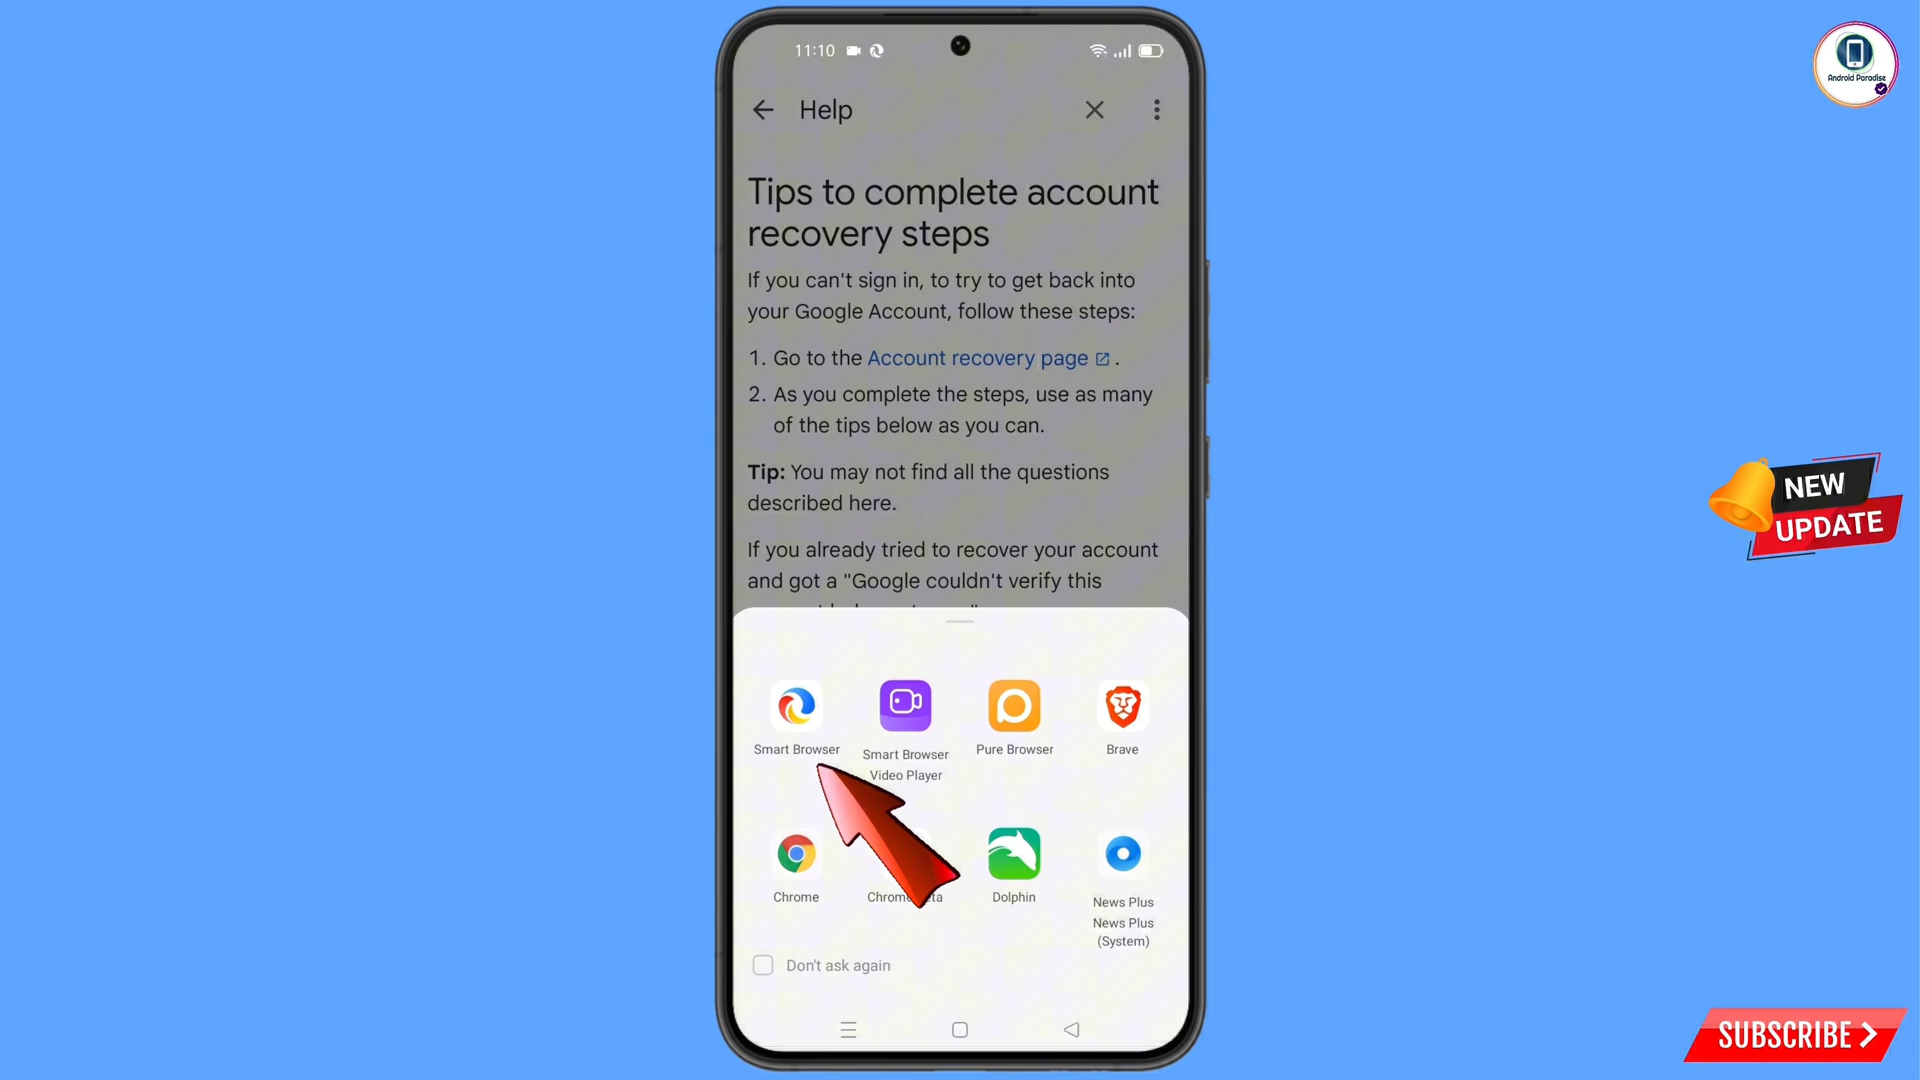 11:10
Android Paradise
Help
Tips to complete account
recovery steps
If you can't sign in, to try to get back into
your Google Account, follow these steps:
1. Go to the Account recovery page .
2. As you complete the steps, use as many
of the tips below as you can.
Tip: You may not find all the questions
described here.
If you already tried to recover your account
and got a "Google couldn't verify this
NEW
UPDATE
Smart Browser
Smart Browser
Video Player
Pure Browser
Brave
Chrome
Chrome
Dolphin
News Plus
News Plus
(System)
Don't ask again
SUBSCRIBE